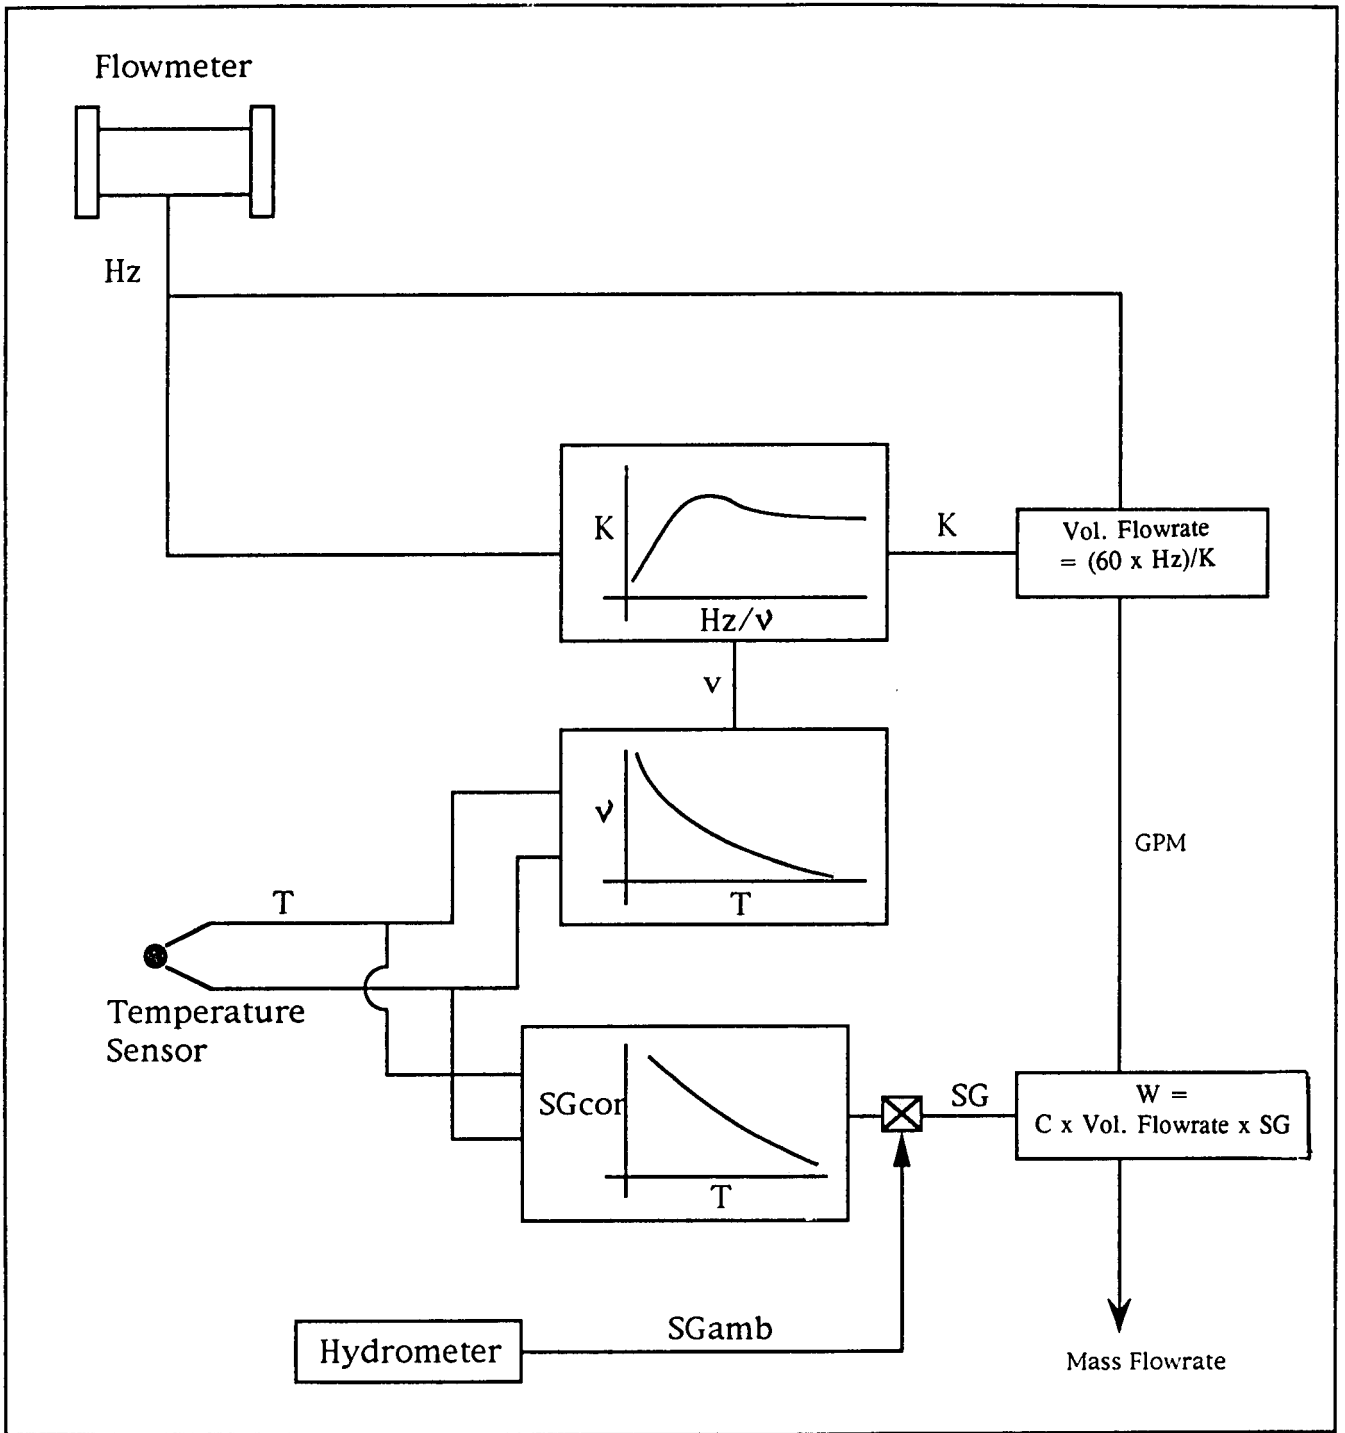 Flowmeter
Hz
K
Hz/ν
K
Vol. Flowrate
= (60 x Hz)/K
v
ν
T
GPM
T
Temperature
Sensor
SGcor
T
SG
W =
C x Vol. Flowrate x SG
Hydrometer
SGamb
Mass Flowrate